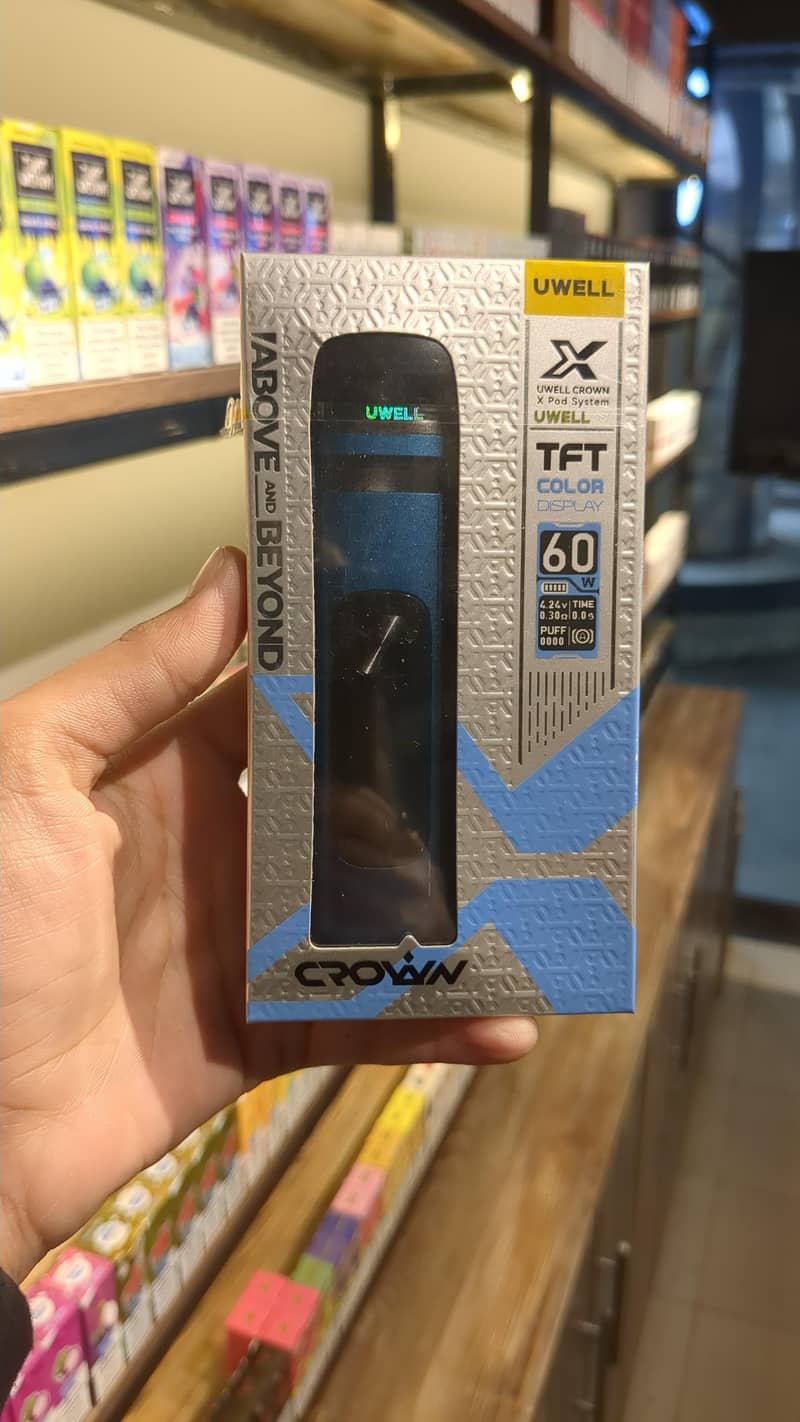 UWELL
X
UWELL CROWN
X Pod System
UWELL
TFT
COLOR
DISPLAY
60
W
4.24v TIME
0.30Ω 0.0s
PUFF
0000
UWELL
ABOVE AND BEYOND
CROWN